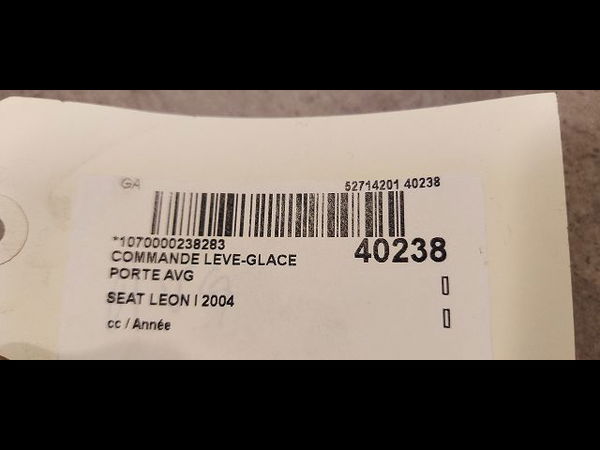 GA 52714201 40238
*1070000238283 40238
COMMANDE LEVE-GLACE
PORTE AVG
SEAT LEON I 2004
cc / Année